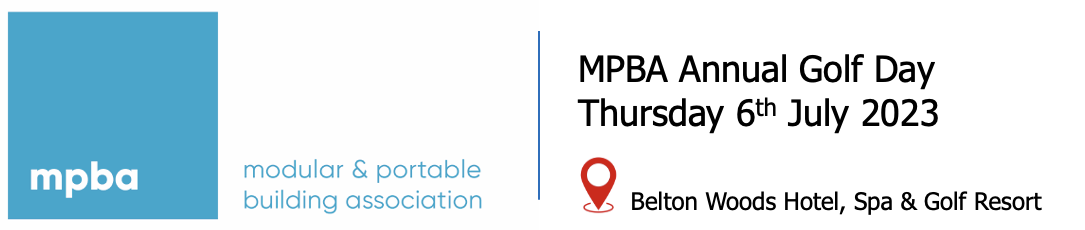 mpba
modular & portable
building association
MPBA Annual Golf Day
Thursday 6th July 2023
Belton Woods Hotel, Spa & Golf Resort